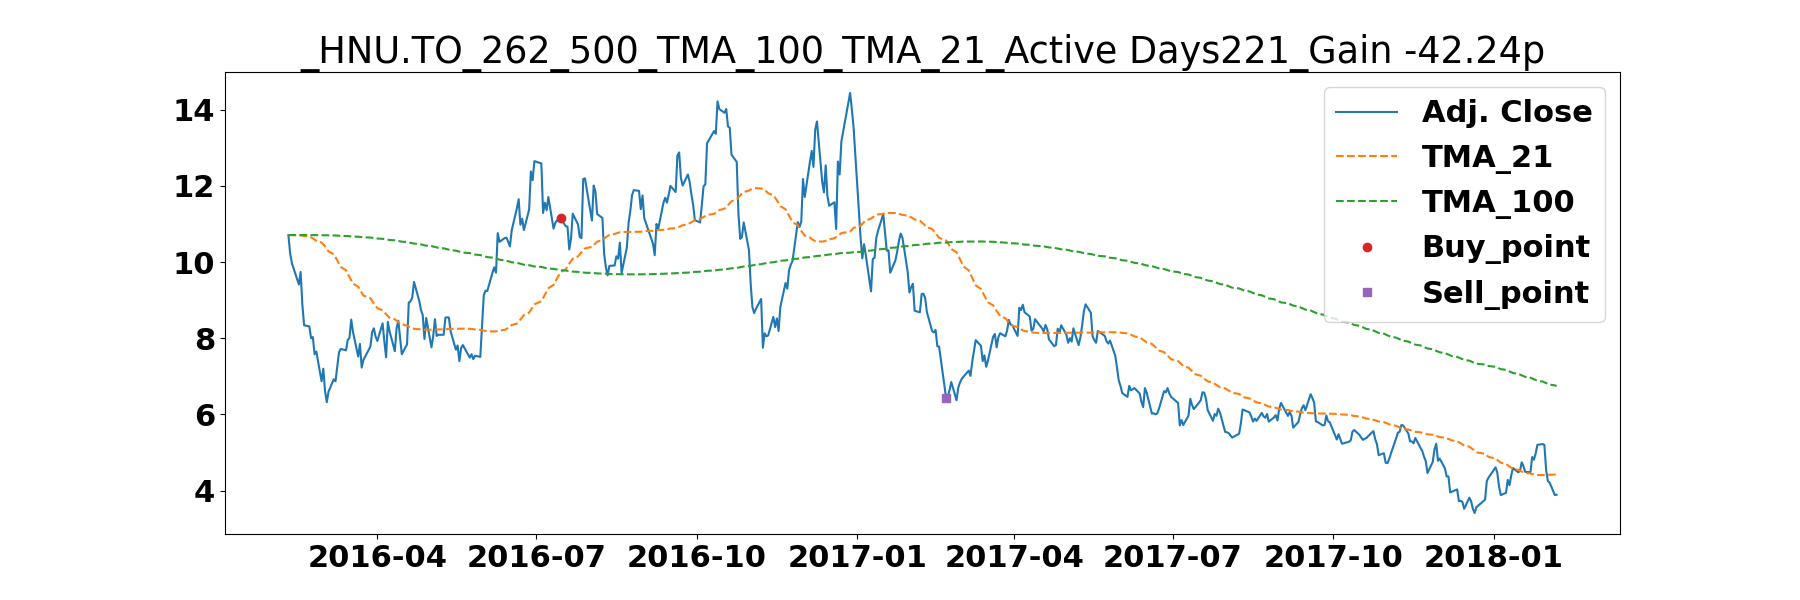 _HNU.TO_262_500_TMA_100_TMA_21_Active Days221_Gain -42.24p
14
12
10
8
6
4
Adj. Close
TMA_21
TMA_100
Buy_point
Sell_point
2016-04 2016-07 2016-10 2017-01 2017-04 2017-07 2017-10 2018-01